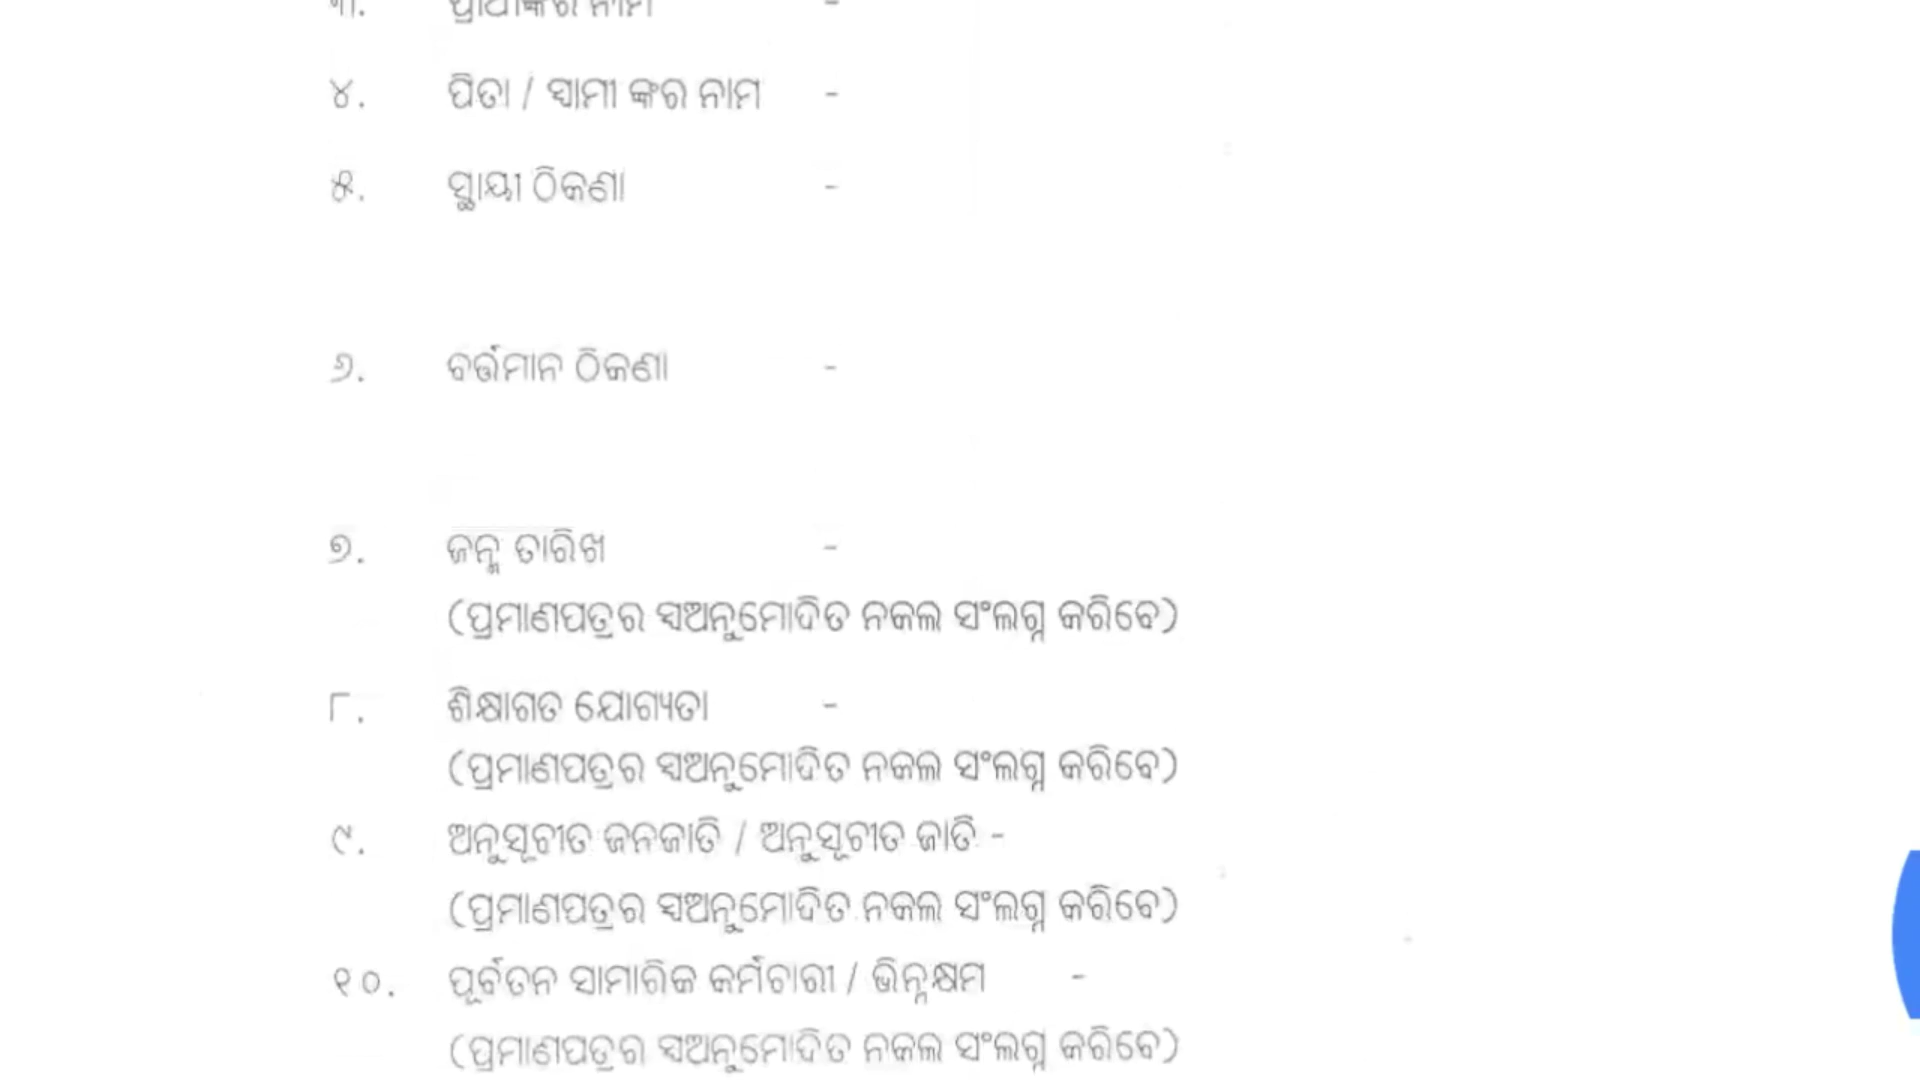 ୩. ପ୍ରାର୍ଥୀଙ୍କର ନାମ -
୪. ପିତା / ସ୍ୱାମୀ ଙ୍କର ନାମ -
୫. ସ୍ଥାୟୀ ଠିକଣା -
୬. ବର୍ତ୍ତମାନ ଠିକଣା -
୭. ଜନ୍ମ ତାରିଖ -
(ପ୍ରମାଣପତ୍ରର ସ୍ୱଅନୁମୋଦିତ ନକଲ ସଂଲଗ୍ନ କରିବେ)
୮. ଶିକ୍ଷାଗତ ଯୋଗ୍ୟତା -
(ପ୍ରମାଣପତ୍ରର ସ୍ୱଅନୁମୋଦିତ ନକଲ ସଂଲଗ୍ନ କରିବେ)
୯. ଅନୁସୂଚୀତ ଜନଜାତି / ଅନୁସୂଚୀତ ଜାତି -
(ପ୍ରମାଣପତ୍ରର ସ୍ୱଅନୁମୋଦିତ ନକଲ ସଂଲଗ୍ନ କରିବେ)
୧୦. ପୂର୍ବତନ ସାମାରିକ କର୍ମଚାରୀ / ଭିନ୍ନକ୍ଷମ -
(ପ୍ରମାଣପତ୍ରର ସ୍ୱଅନୁମୋଦିତ ନକଲ ସଂଲଗ୍ନ କରିବେ)